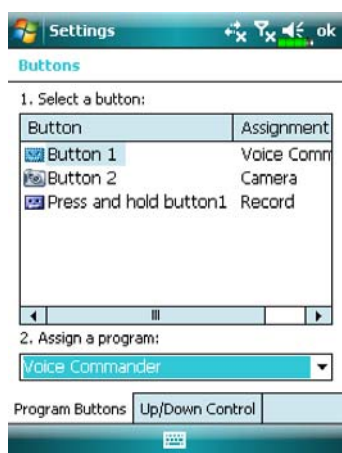 Settings ok
Buttons
1. Select a button:
Button Assignment
Button 1 Voice Comm
Button 2 Camera
Press and hold button1 Record
2. Assign a program:
Voice Commander
Program Buttons Up/Down Control